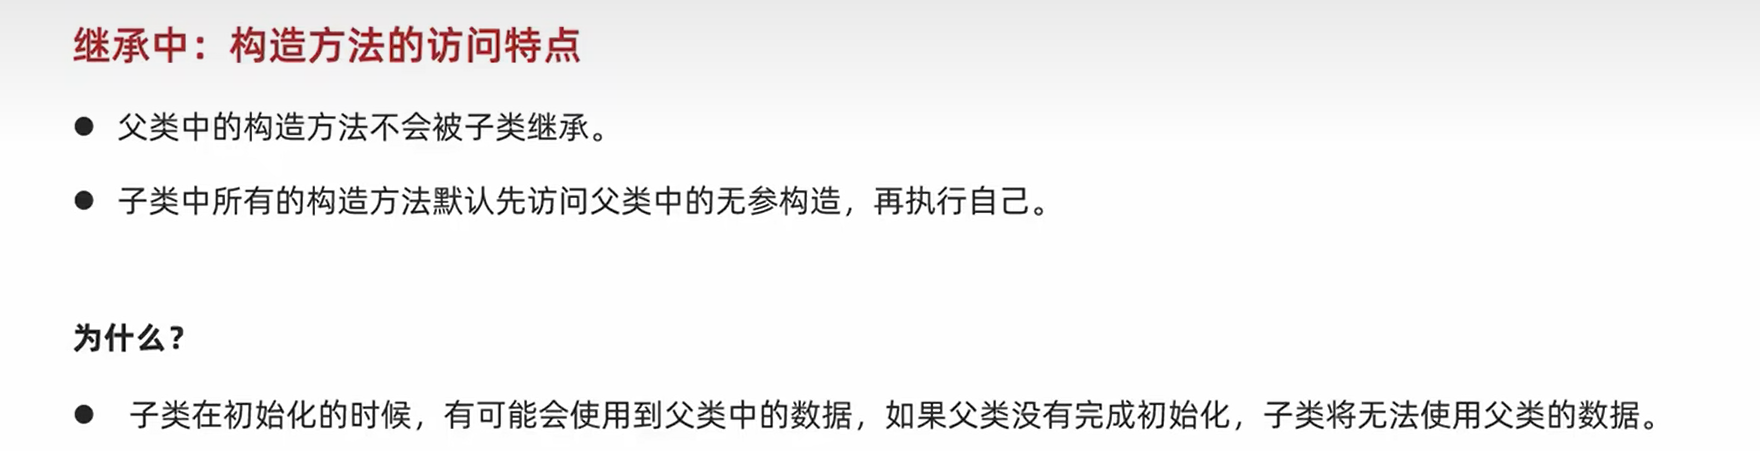 继承中：构造方法的访问特点
● 父类中的构造方法不会被子类继承。
● 子类中所有的构造方法默认先访问父类中的无参构造，再执行自己。
为什么？
● 子类在初始化的时候，有可能会使用到父类中的数据，如果父类没有完成初始化，子类将无法使用父类的数据。